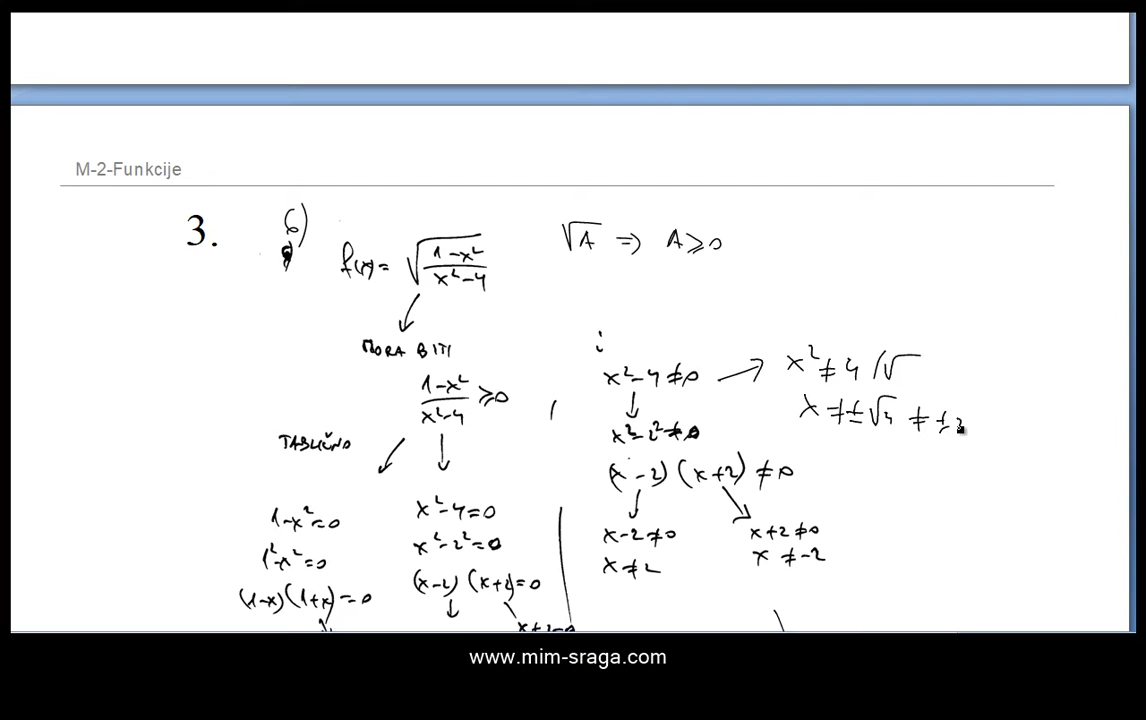 M-2-Funkcije
3. 6) f(x) = √((1-x²)/(x²-4))
√A ⇒ A ≥ 0
MORA BITI
(1-x²)/(x²-4) ≥ 0 ,
TABLIČNO
1-x²=0
1²-x²=0
(1-x)(1+x)=0
x²-4=0
x²-2²=0
(x-2)(x+2)=0
x+2=0
i
x²-4≠0 → x²≠4 /√
x≠±√4 ≠ ±2
x²-2²≠0
(x-2)(x+2)≠0
x-2≠0
x≠2
x+2≠0
x≠-2
www.mim-sraga.com